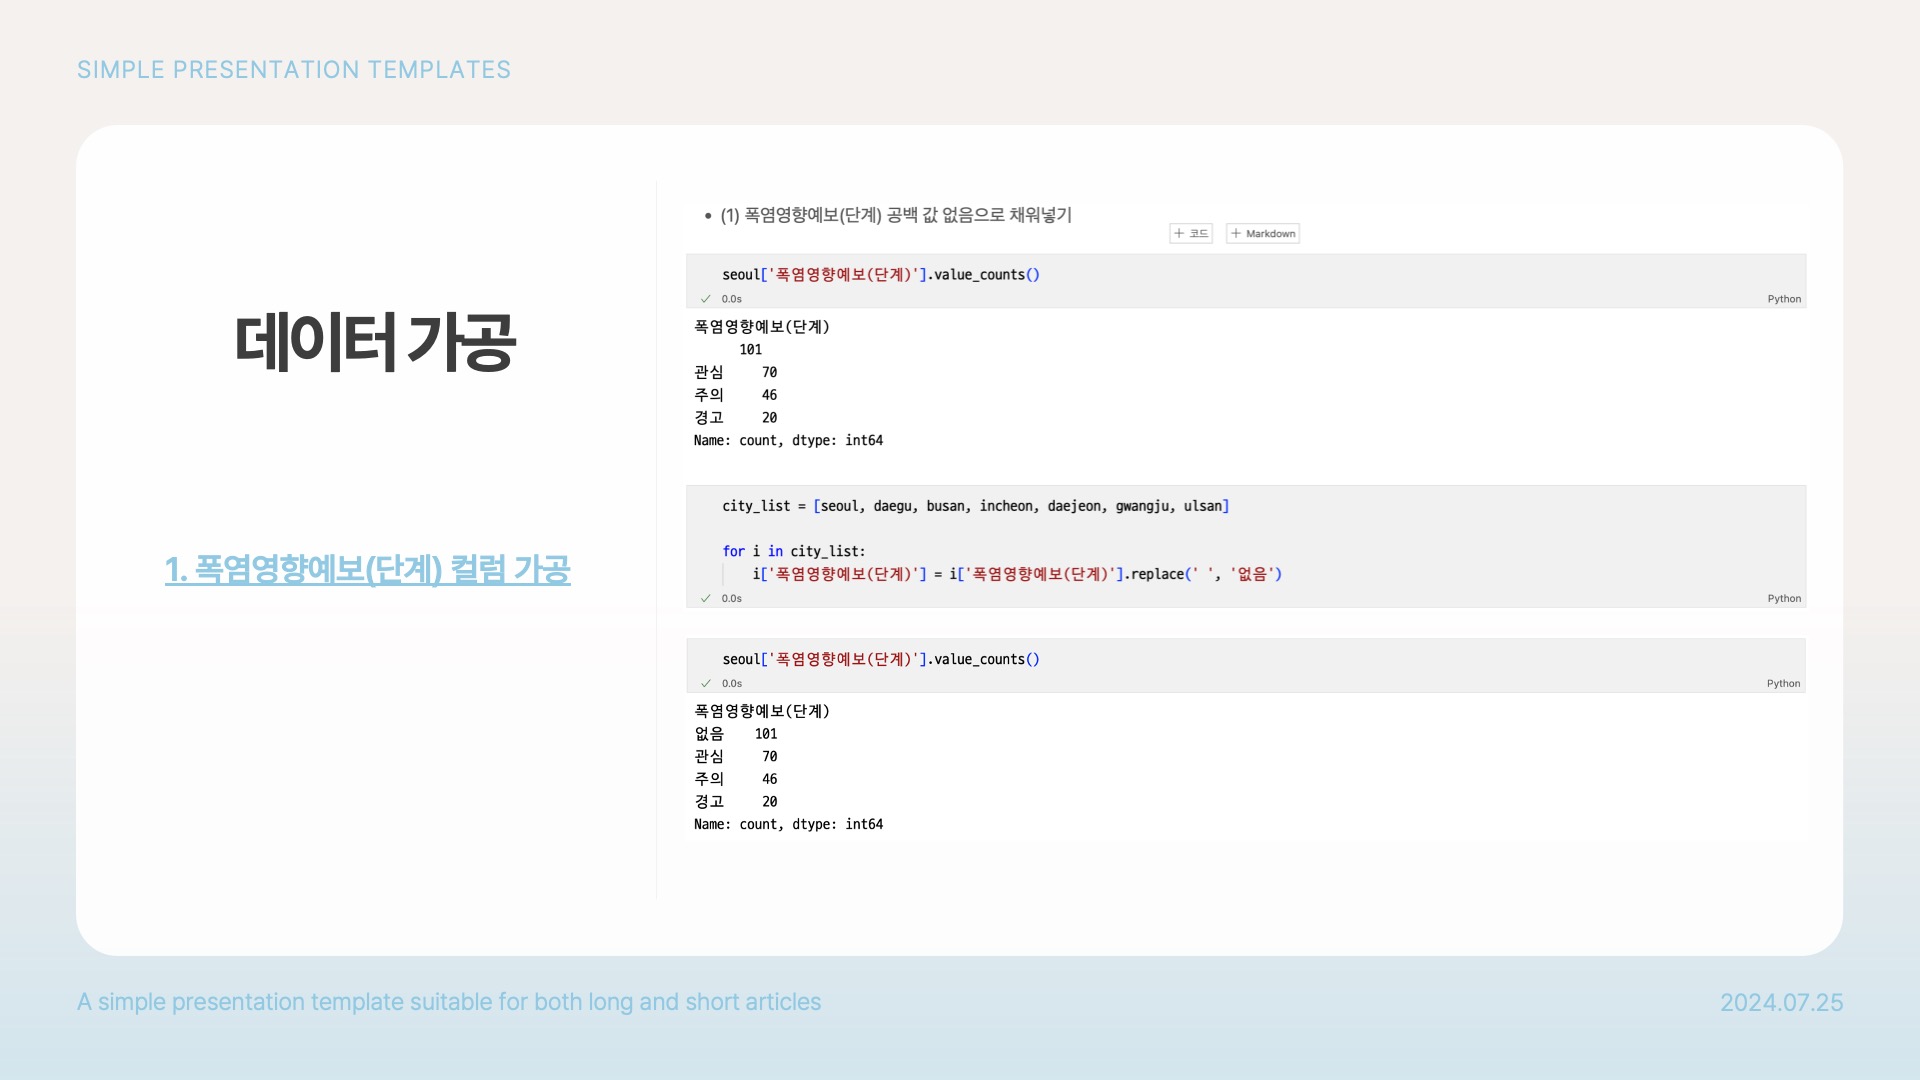 SIMPLE PRESENTATION TEMPLATES
데이터 가공
1. 폭염영향예보(단계) 컬럼 가공
• (1) 폭염영향예보(단계) 공백 값 없음으로 채워넣기
+ 코드 + Markdown
seoul['폭염영향예보(단계)'].value_counts()
✓ 0.0s Python
폭염영향예보(단계)
101
관심 70
주의 46
경고 20
Name: count, dtype: int64
city_list = [seoul, daegu, busan, incheon, daejeon, gwangju, ulsan]
for i in city_list:
i['폭염영향예보(단계)'] = i['폭염영향예보(단계)'].replace(' ', '없음')
✓ 0.0s Python
seoul['폭염영향예보(단계)'].value_counts()
✓ 0.0s Python
폭염영향예보(단계)
없음 101
관심 70
주의 46
경고 20
Name: count, dtype: int64
A simple presentation template suitable for both long and short articles
2024.07.25